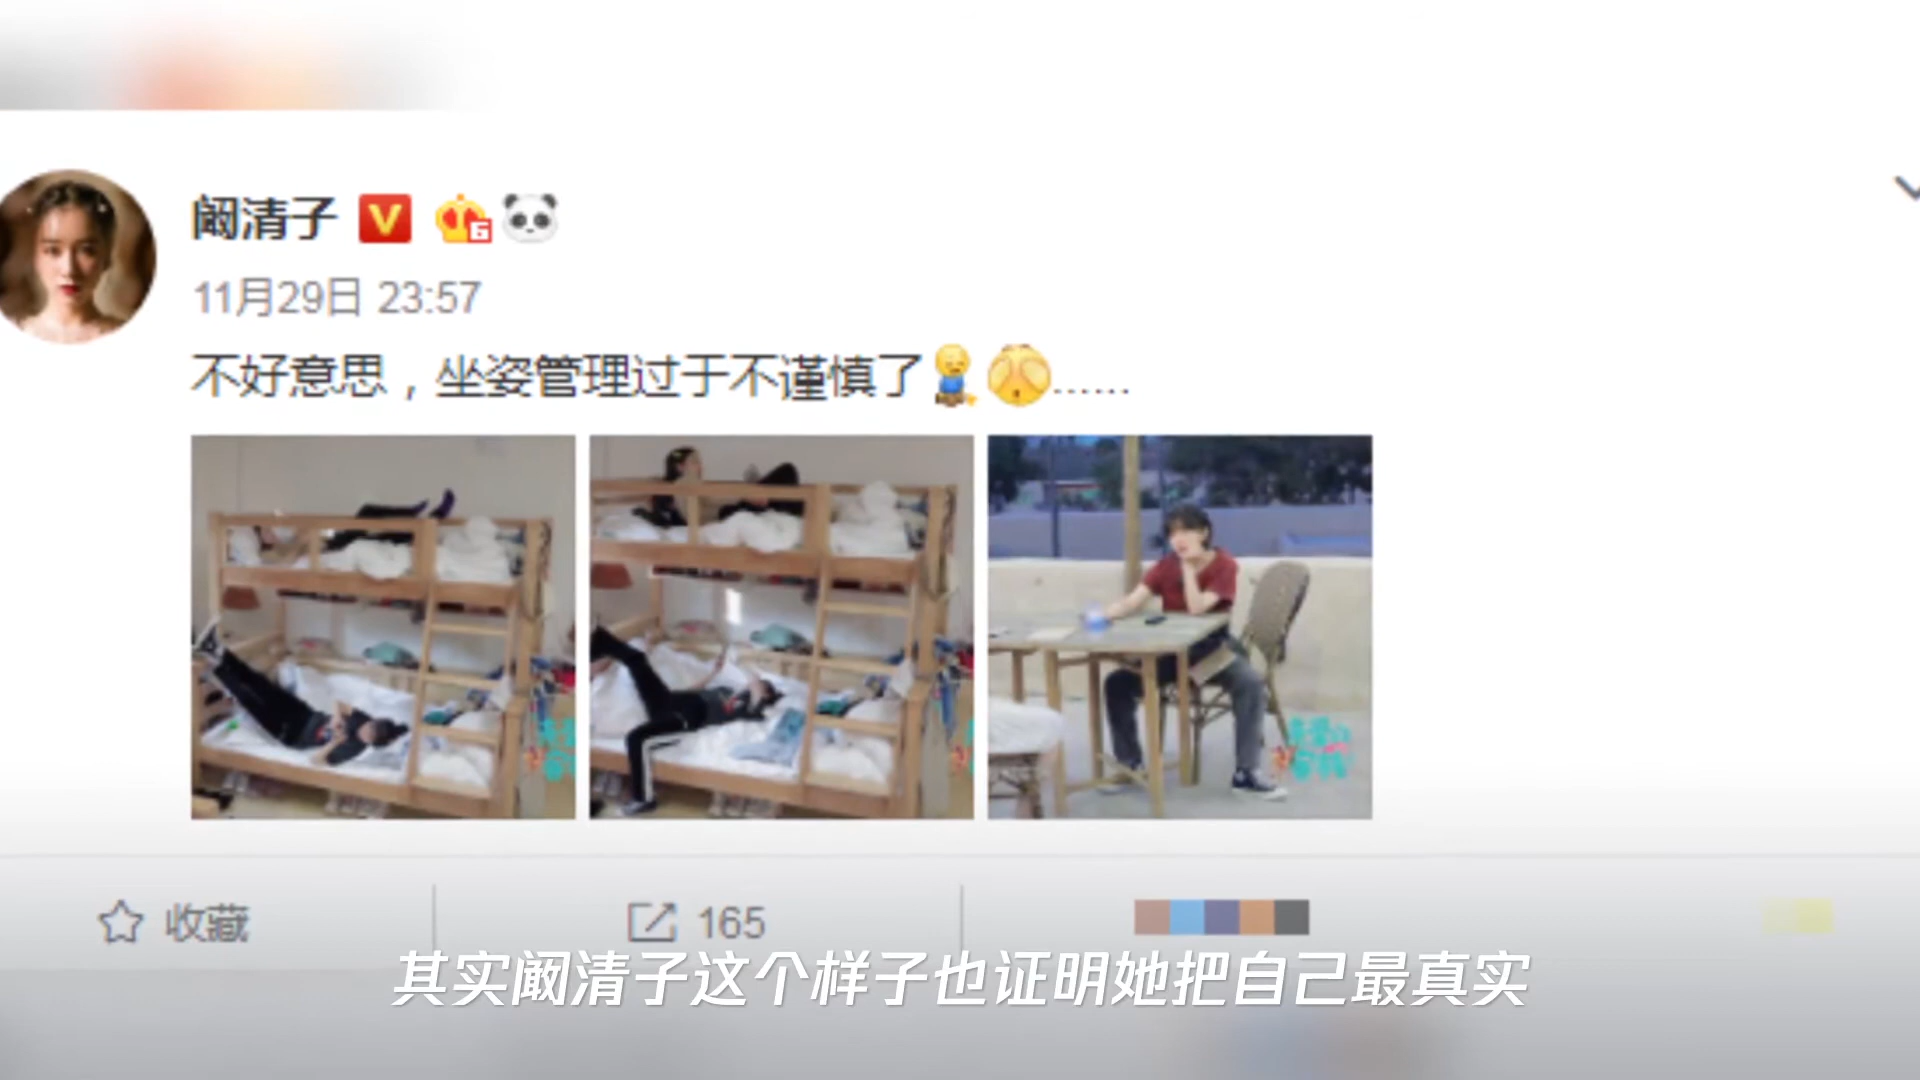 阚清子
11月29日 23:57
不好意思，坐姿管理过于不谨慎了......
收藏
165
其实阚清子这个样子也证明她把自己最真实